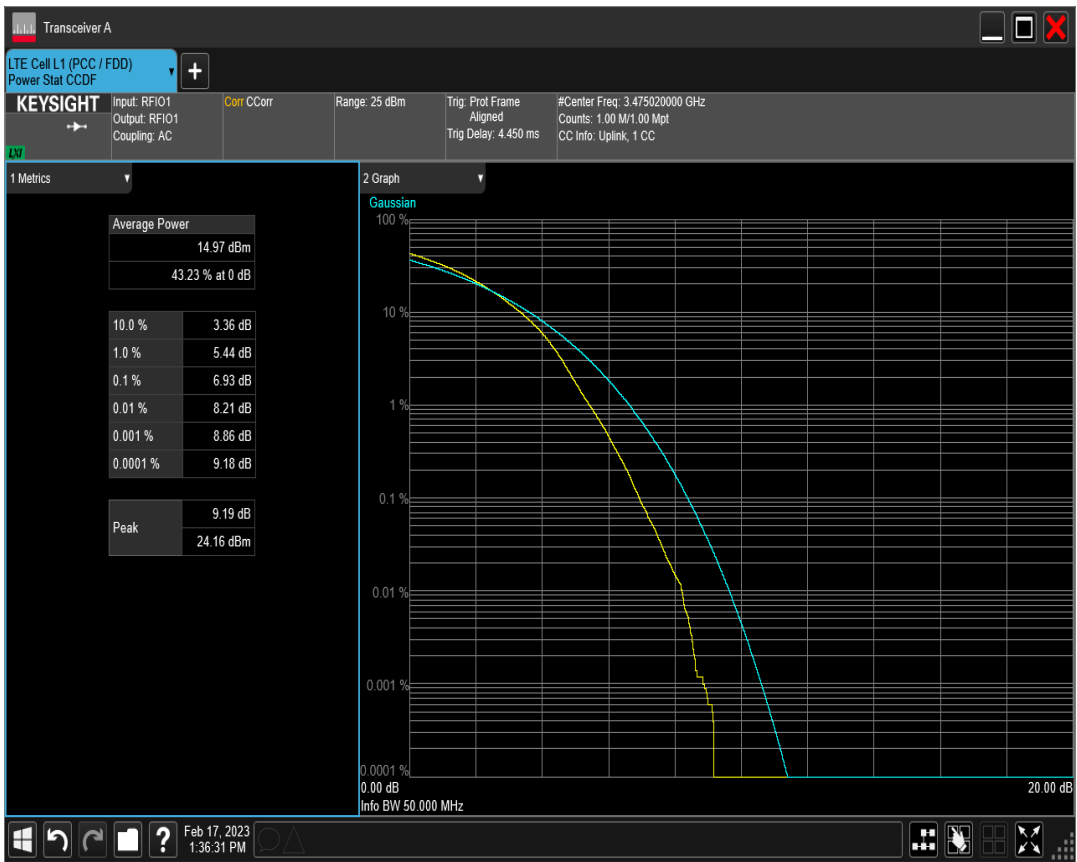 Transceiver A
LTE Cell L1 (PCC / FDD)
Power Stat CCDF
+
KEYSIGHT
LXI
Input: RFIO1
Output: RFIO1
Coupling: AC
Corr CCorr
Range: 25 dBm
Trig: Prot Frame
Aligned
Trig Delay: 4.450 ms
#Center Freq: 3.475020000 GHz
Counts: 1.00 M/1.00 Mpt
CC Info: Uplink, 1 CC
1 Metrics
Average Power
14.97 dBm
43.23 % at 0 dB
10.0 % 3.36 dB
1.0 % 5.44 dB
0.1 % 6.93 dB
0.01 % 8.21 dB
0.001 % 8.86 dB
0.0001 % 9.18 dB
Peak
9.19 dB
24.16 dBm
2 Graph
Gaussian
100 %
10 %
1 %
0.1 %
0.01 %
0.001 %
0.0001 %
0.00 dB
20.00 dB
Info BW 50.000 MHz
?
Feb 17, 2023
1:36:31 PM